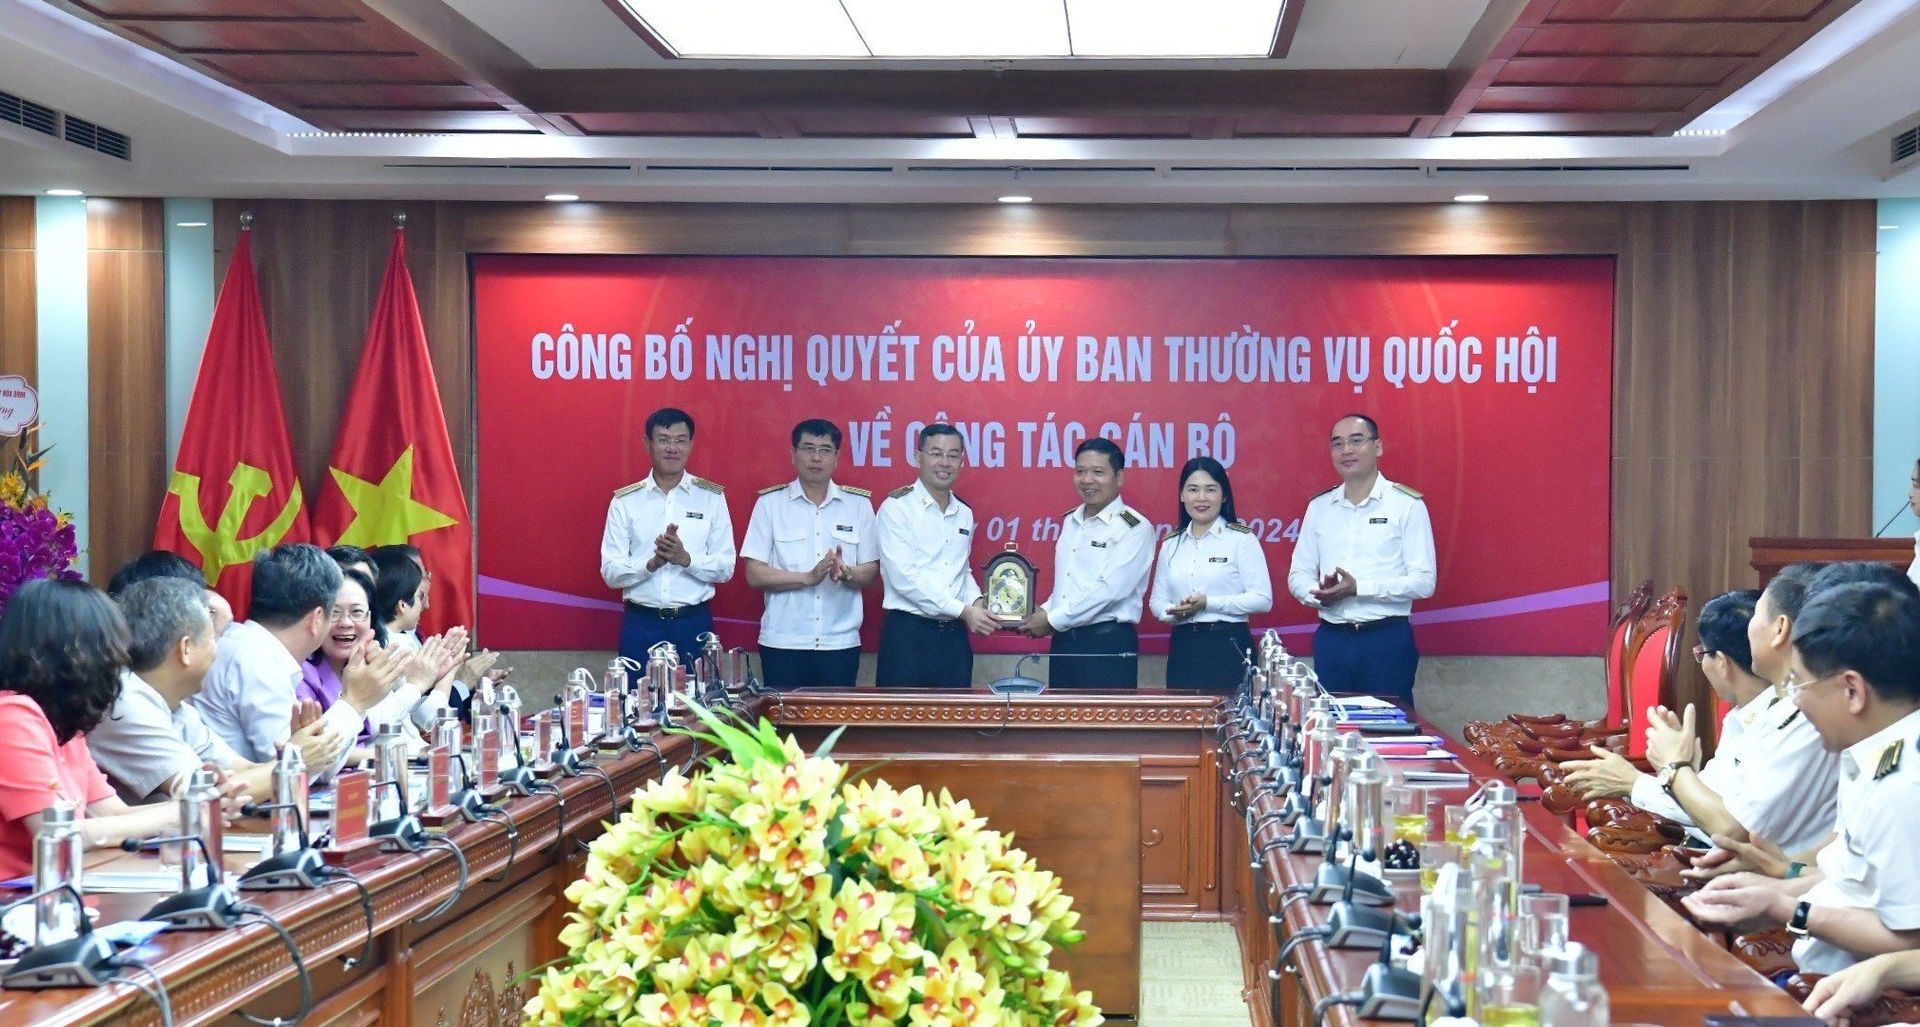 CÔNG BỐ NGHỊ QUYẾT CỦA ỦY BAN THƯỜNG VỤ QUỐC HỘI
VỀ CÔNG TÁC CÁN BỘ
01 2024